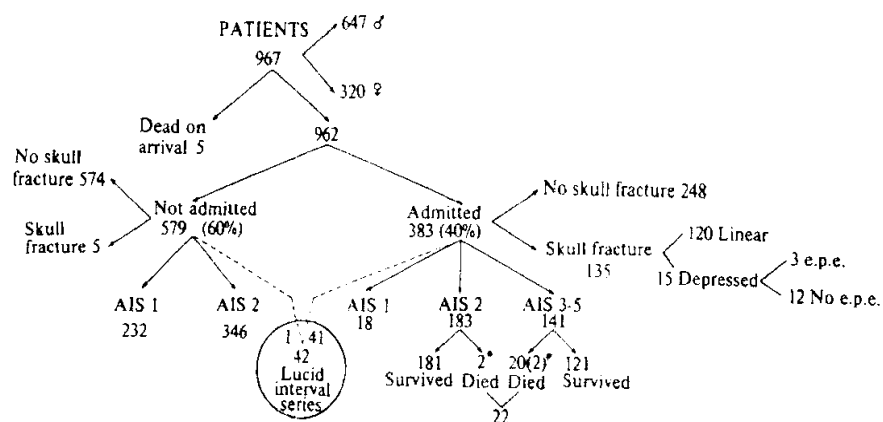 PATIENTS
967
647 ♂
320 ♀
Dead on
arrival 5
962
No skull
fracture 574
Skull
fracture 5
Not admitted
579 (60%)
Admitted
383 (40%)
No skull fracture 248
Skull fracture
135
120 Linear
15 Depressed
3 e.p.e.
12 No e.p.e.
AIS 1
232
AIS 2
346
1 41
42
Lucid
interval
series
AIS 1
18
AIS 2
183
AIS 3-5
141
181
Survived
2*
Died
20(2)*
Died
121
Survived
22